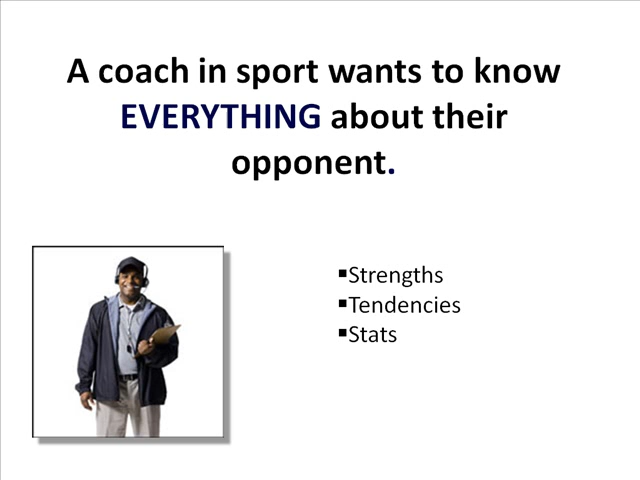 A coach in sport wants to know
EVERYTHING about their
opponent.
▪Strengths
▪Tendencies
▪Stats